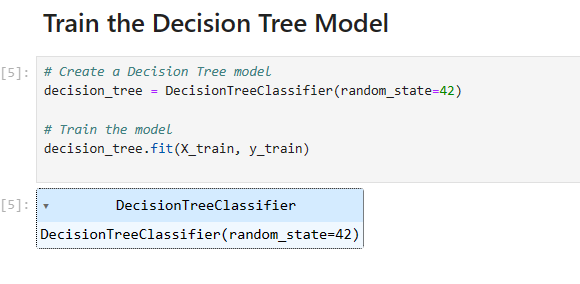 Train the Decision Tree Model
[5]:
# Create a Decision Tree model
decision_tree = DecisionTreeClassifier(random_state=42)
# Train the model
decision_tree.fit(X_train, y_train)
[5]:
▾ DecisionTreeClassifier
DecisionTreeClassifier(random_state=42)